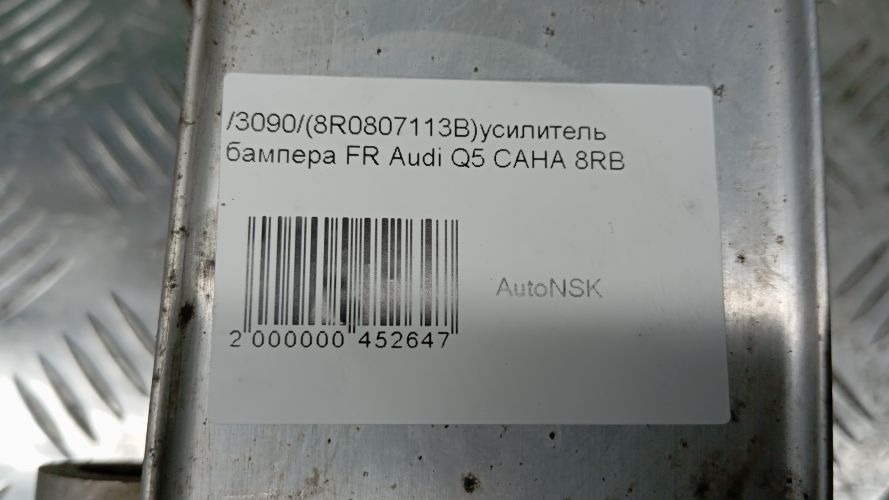 /3090/(8R0807113B)усилитель
бампера FR Audi Q5 CAHA 8RB
AutoNSK
2 000000 452647